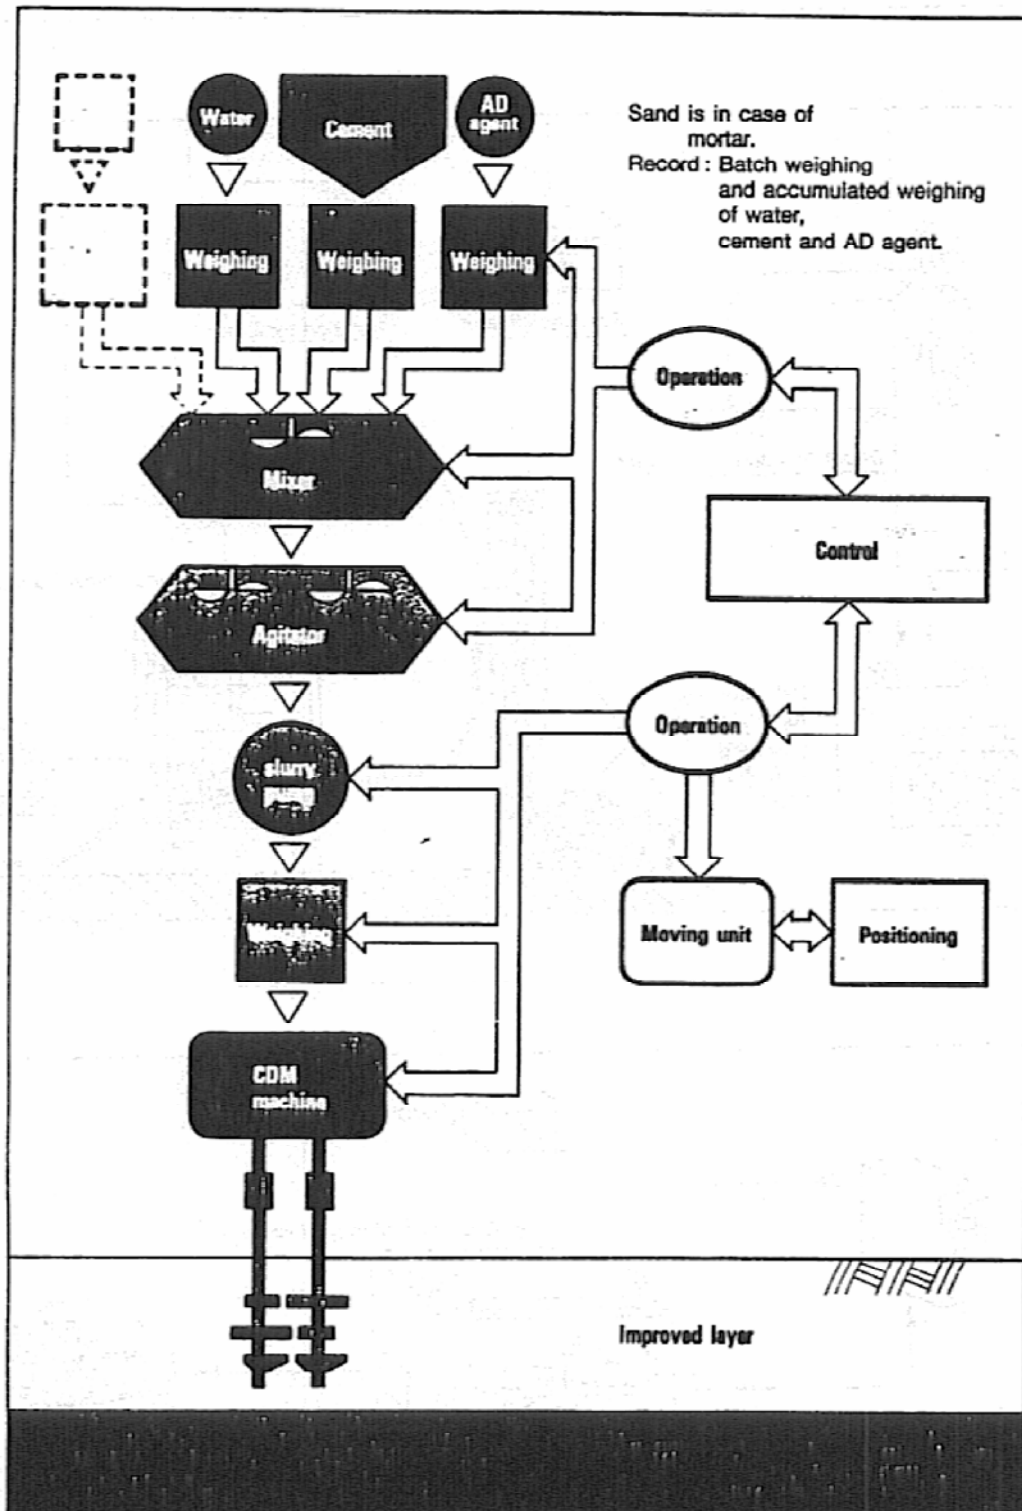 Water
Cement
AD
agent
Sand is in case of
mortar.
Record : Batch weighing
and accumulated weighing
of water,
cement and AD agent.
Weighing
Weighing
Weighing
Operation
Mixer
Control
Agitator
Operation
slurry
pump
Weighing
Moving unit
Positioning
CDM
machine
Improved layer